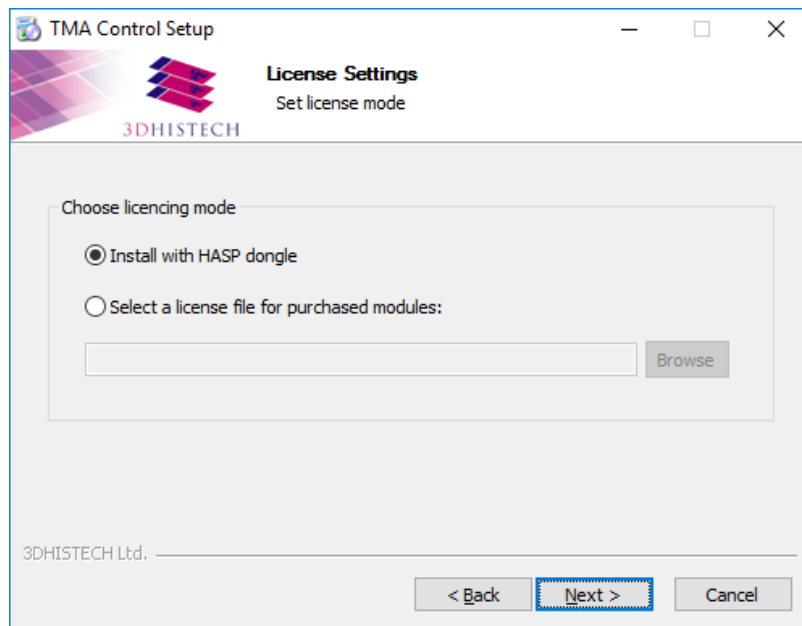 TMA Control Setup
License Settings
Set license mode
3DHISTECH
Choose licencing mode
Install with HASP dongle
Select a license file for purchased modules:
Browse
3DHISTECH Ltd.
< Back Next > Cancel